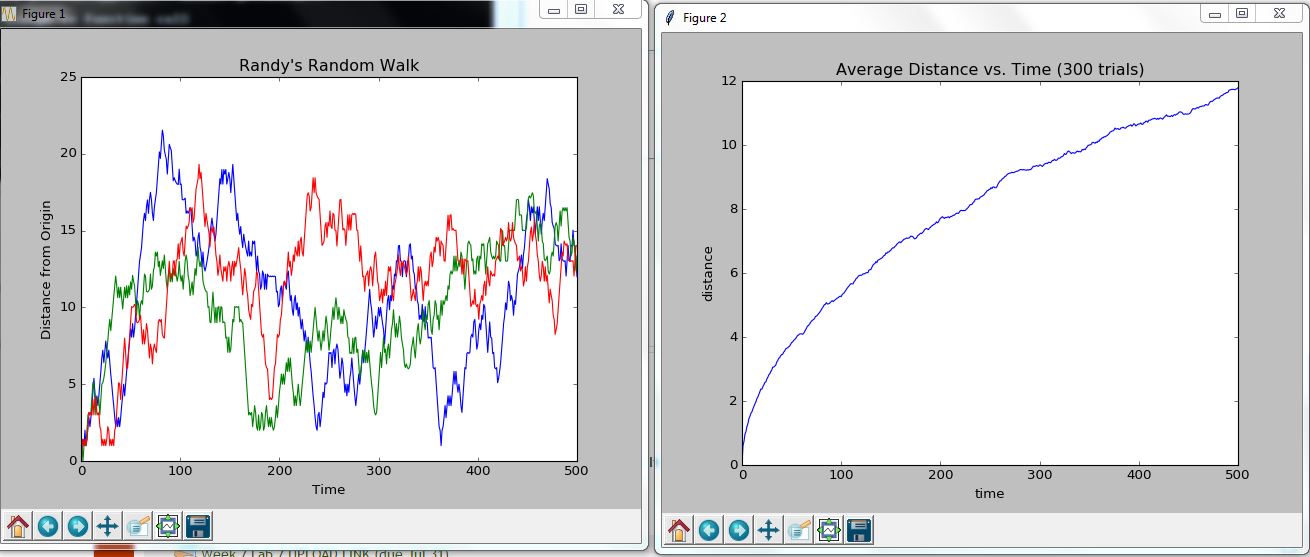 Figure 1
function call
Randy's Random Walk
Distance from Origin
25
20
15
10
5
0
0 100 200 300 400 500
Time
Week 7 Lab 7 UPLOAD LINK (due Jul 31)
Figure 2
Average Distance vs. Time (300 trials)
distance
12
10
8
6
4
2
0
0 100 200 300 400 500
time